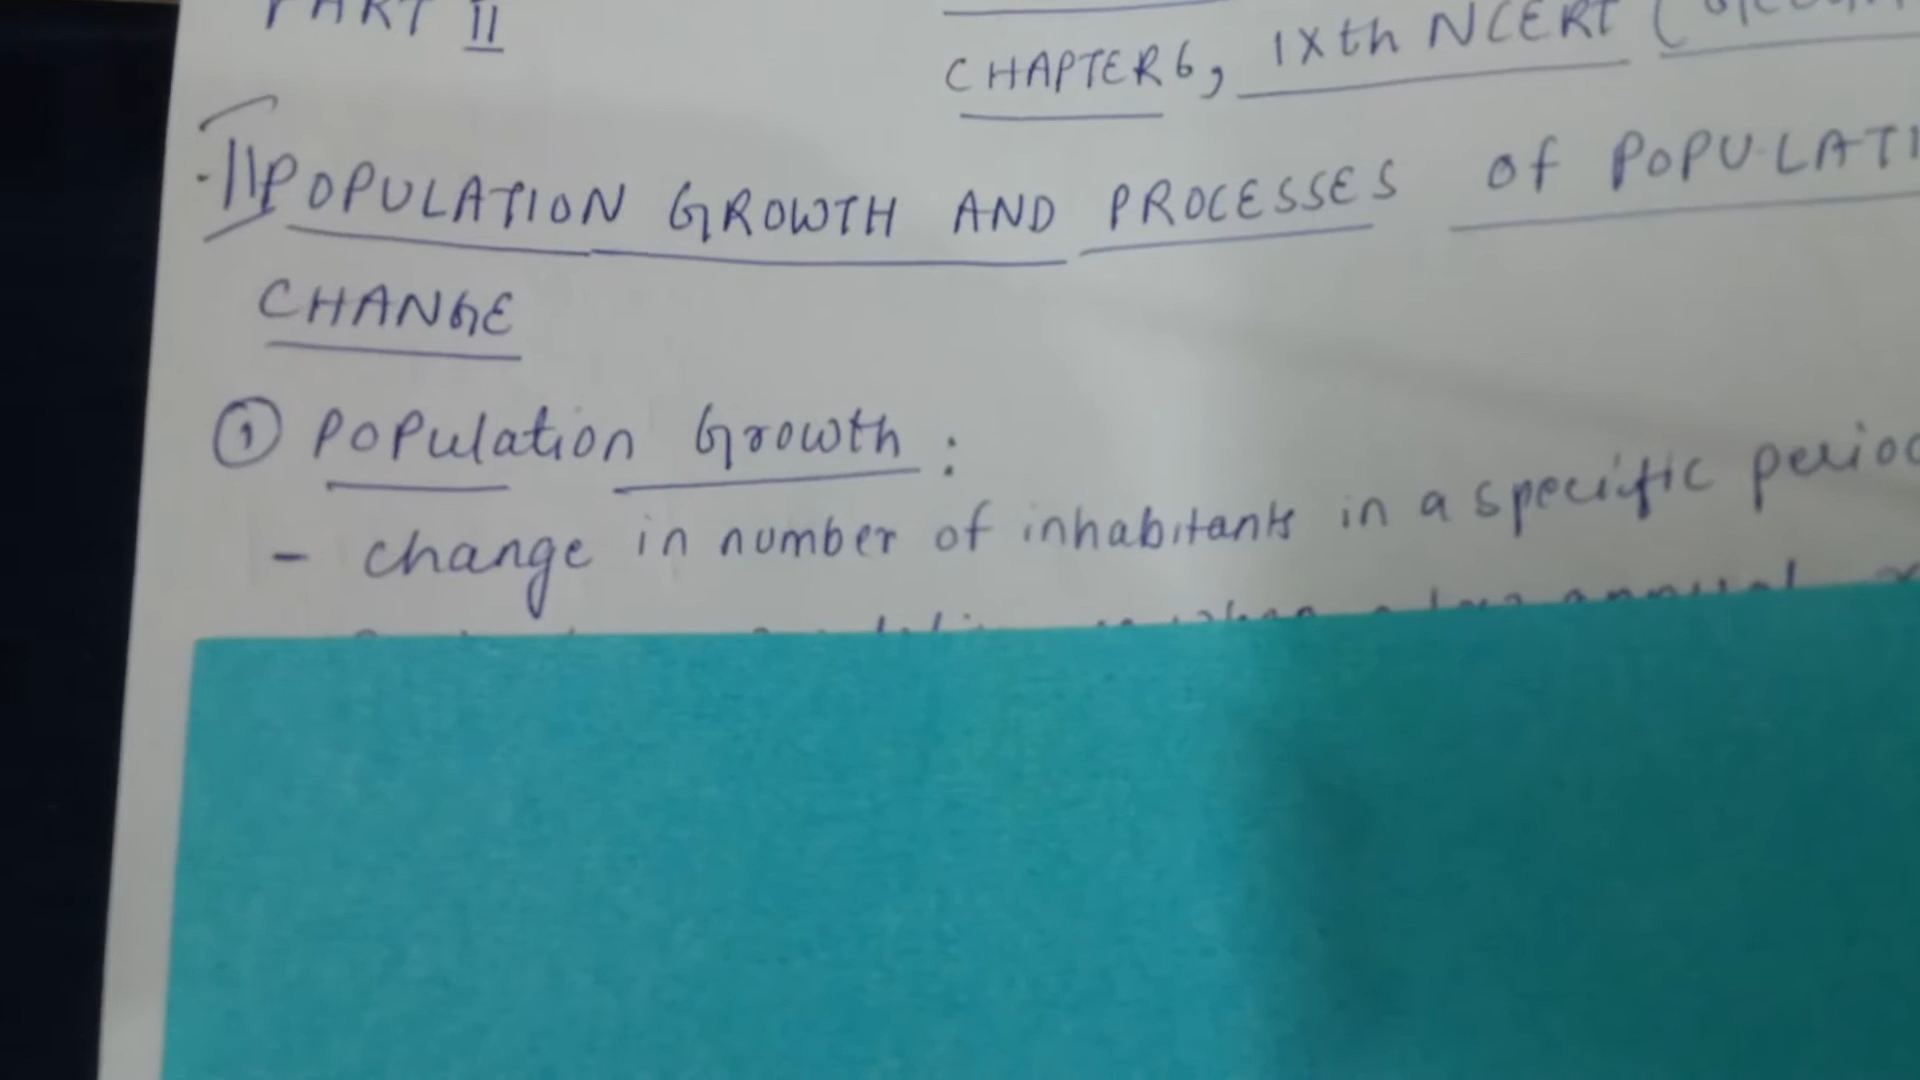 PART II
CHAPTER 6, IXth NCERT
II POPULATION GROWTH AND PROCESSES of POPULATI
CHANGE
① Population Growth :
- change in number of inhabitants in a specific period